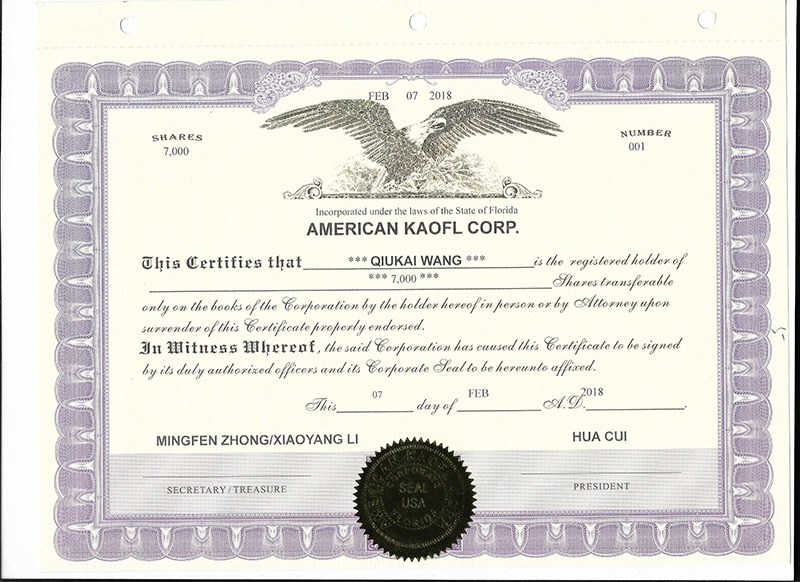 FEB 07 2018
SHARES
7,000
NUMBER
001
Incorporated under the laws of the State of Florida
AMERICAN KAOFL CORP.
This Certifies that *** QIUKAI WANG *** is the registered holder of
*** 7,000 *** Shares transferable
only on the books of the Corporation by the holder hereof in person or by Attorney upon
surrender of this Certificate properly endorsed.
In Witness Whereof, the said Corporation has caused this Certificate to be signed
by its duly authorized officers and its Corporate Seal to be hereunto affixed.
This 07 day of FEB A.D. 2018.
MINGFEN ZHONG/XIAOYANG LI
HUA CUI
SECRETARY / TREASURE
PRESIDENT
CORPORATE
SEAL
USA
FLORIDA